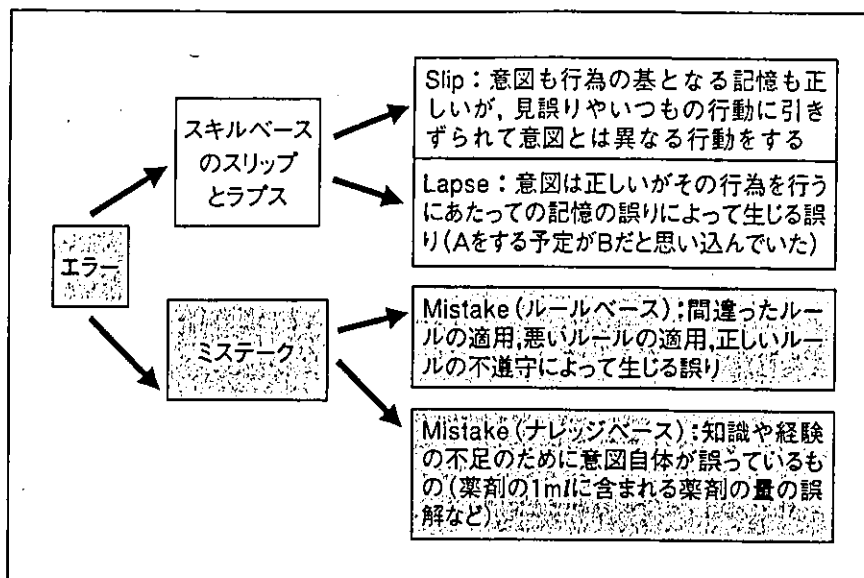 エラー
スキルベース
のスリップ
とラプス
Slip：意図も行為の基となる記憶も正
しいが，見誤りやいつもの行動に引き
ずられて意図とは異なる行動をする
Lapse：意図は正しいがその行為を行う
にあたっての記憶の誤りによって生じる誤
り(Aをする予定がBだと思い込んでいた)
ミステーク
Mistake(ルールベース)：間違ったルー
ルの適用，悪いルールの適用，正しいルー
ルの不遵守によって生じる誤り
Mistake(ナレッジベース)：知識や経験
の不足のために意図自体が誤っているも
の(薬剤の1mlに含まれる薬剤の量の誤
解など)